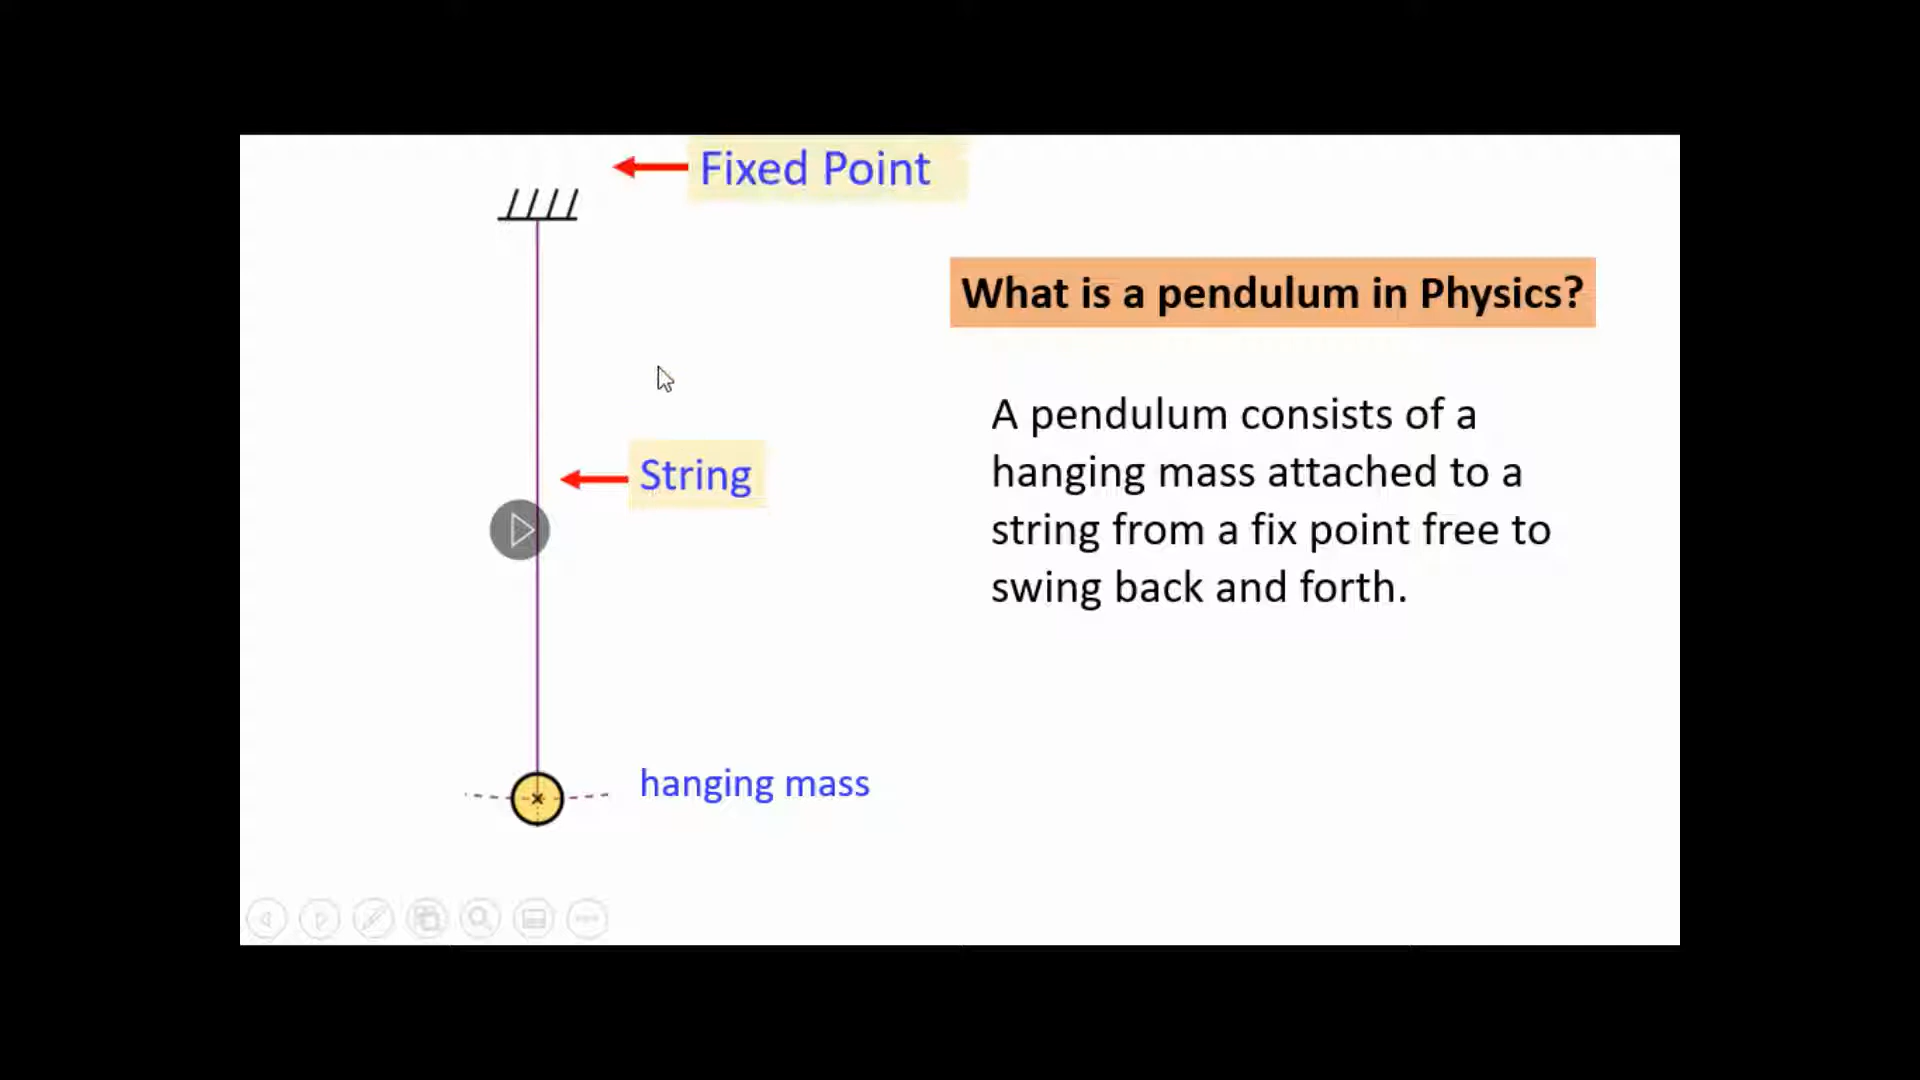 Fixed Point
What is a pendulum in Physics?
A pendulum consists of a
hanging mass attached to a
String
string from a fix point free to
swing back and forth.
hanging mass